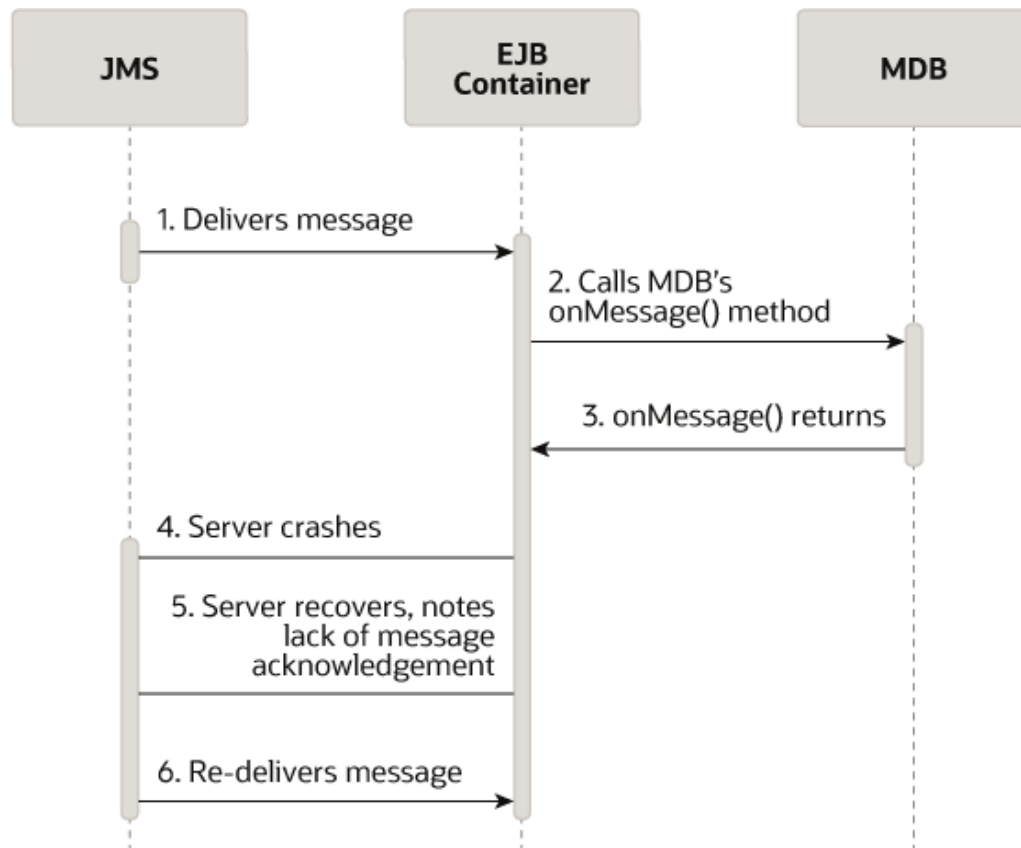 JMS
EJB
Container
MDB
1. Delivers message
2. Calls MDB's
onMessage() method
3. onMessage() returns
4. Server crashes
5. Server recovers, notes
lack of message
acknowledgement
6. Re-delivers message